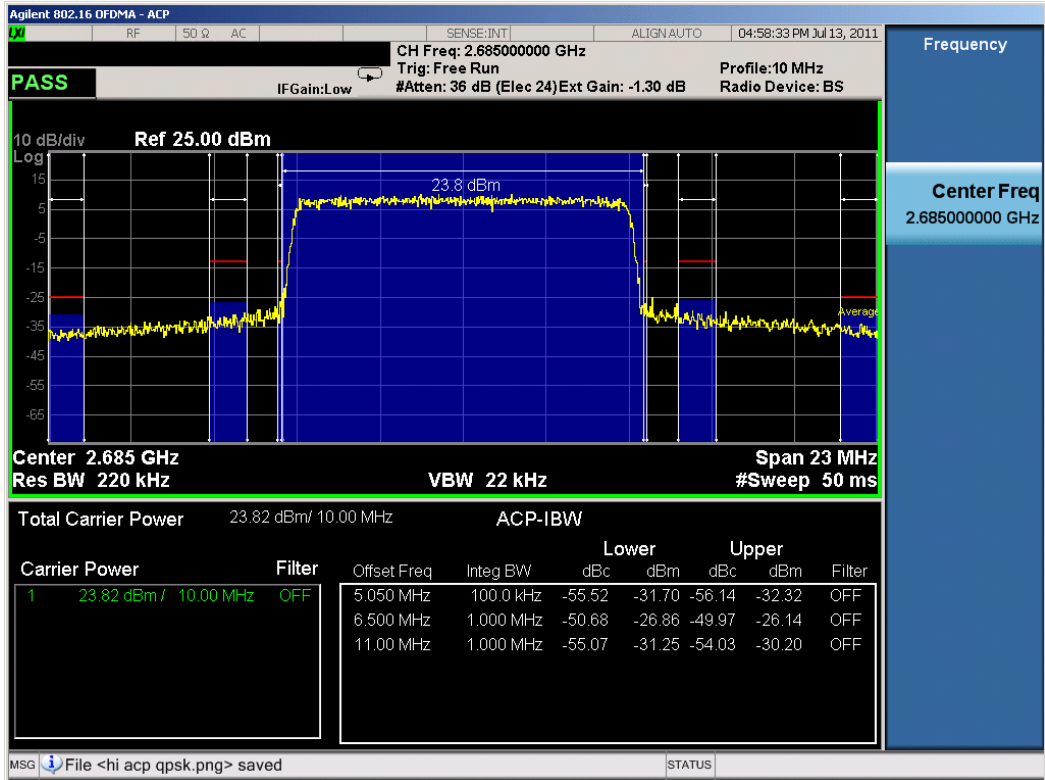 Agilent 802.16 OFDMA - ACP
LXI RF 50 Ω AC SENSE:INT ALIGN AUTO 04:58:33 PM Jul 13, 2011
Frequency
CH Freq: 2.685000000 GHz
Trig: Free Run Profile:10 MHz
PASS IFGain:Low #Atten: 36 dB (Elec 24) Ext Gain: -1.30 dB Radio Device: BS
10 dB/div Ref 25.00 dBm
Log
15
5
-5
-15
-25
-35
-45
-55
-65
23.8 dBm
Average
Center Freq
2.685000000 GHz
Center 2.685 GHz Span 23 MHz
Res BW 220 kHz VBW 22 kHz #Sweep 50 ms
Total Carrier Power 23.82 dBm/ 10.00 MHz ACP-IBW
Lower Upper
Carrier Power Filter Offset Freq Integ BW dBc dBm dBc dBm Filter
1 23.82 dBm / 10.00 MHz OFF 5.050 MHz 100.0 kHz -55.52 -31.70 -56.14 -32.32 OFF
6.500 MHz 1.000 MHz -50.68 -26.86 -49.97 -26.14 OFF
11.00 MHz 1.000 MHz -55.07 -31.25 -54.03 -30.20 OFF
MSG File <hi acp qpsk.png> saved STATUS